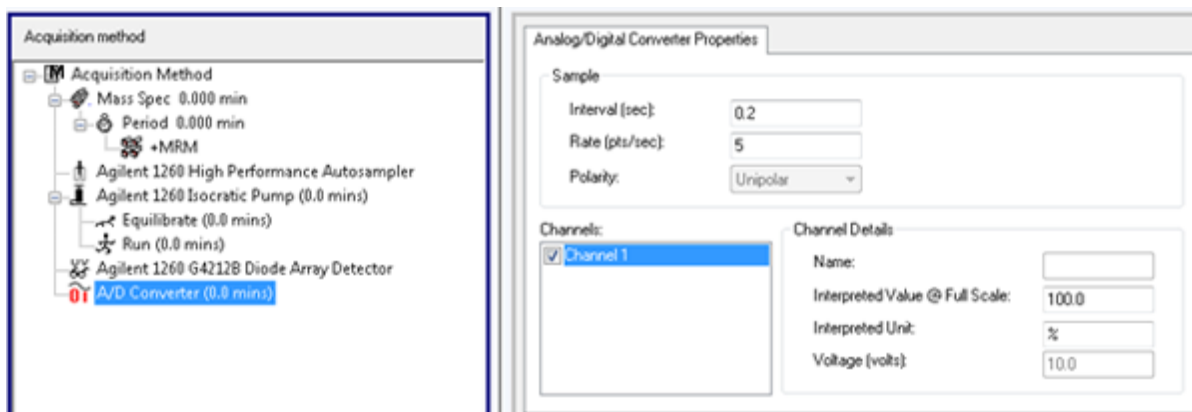 Acquisition method
Acquisition Method
Mass Spec 0.000 min
Period 0.000 min
+MRM
Agilent 1260 High Performance Autosampler
Agilent 1260 Isocratic Pump (0.0 mins)
Equilibrate (0.0 mins)
Run (0.0 mins)
Agilent 1260 G4212B Diode Array Detector
A/D Converter (0.0 mins)
Analog/Digital Converter Properties
Sample
Interval (sec): 0.2
Rate (pts/sec): 5
Polarity: Unipolar
Channels:
Channel 1
Channel Details
Name:
Interpreted Value @ Full Scale: 100.0
Interpreted Unit: %
Voltage (volts): 10.0